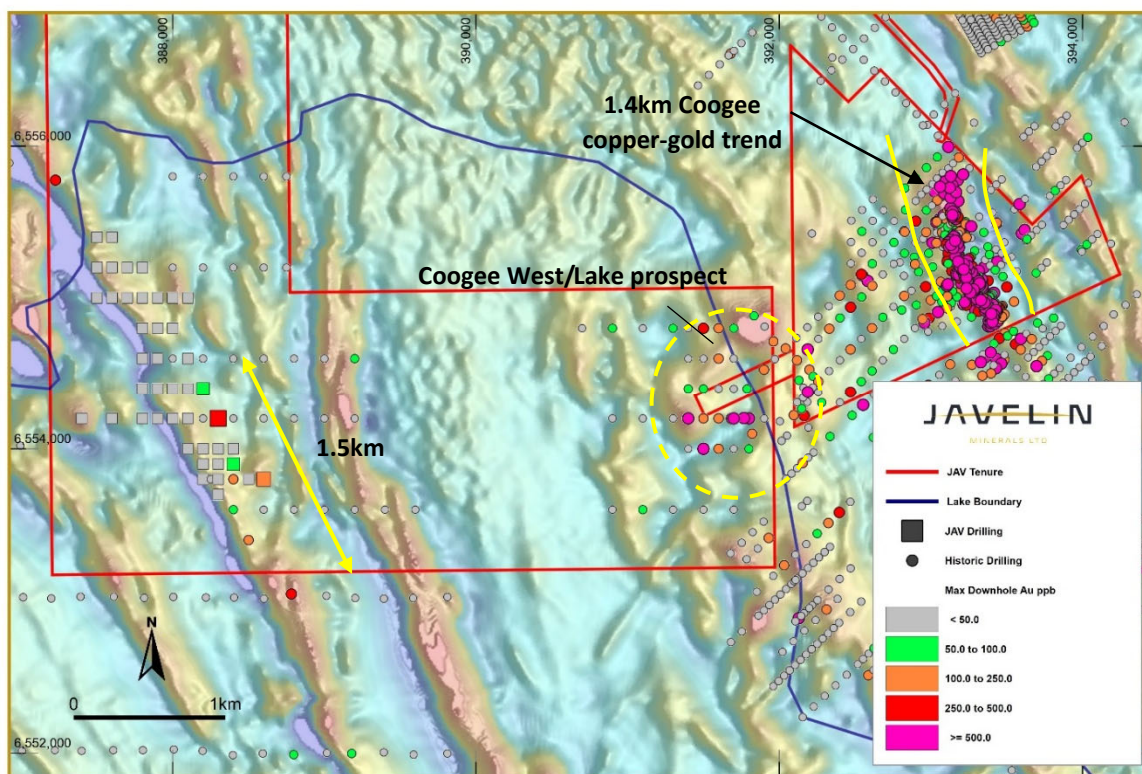 388,000
390,000
392,000
394,000
6,556,000
6,554,000
6,552,000
1.4km Coogee
copper-gold trend
Coogee West/Lake prospect
1.5km
N
0 1km
JAVELIN
MINERALS LTD
JAV Tenure
Lake Boundary
JAV Drilling
Historic Drilling
Max Downhole Au ppb
< 50.0
50.0 to 100.0
100.0 to 250.0
250.0 to 500.0
>= 500.0